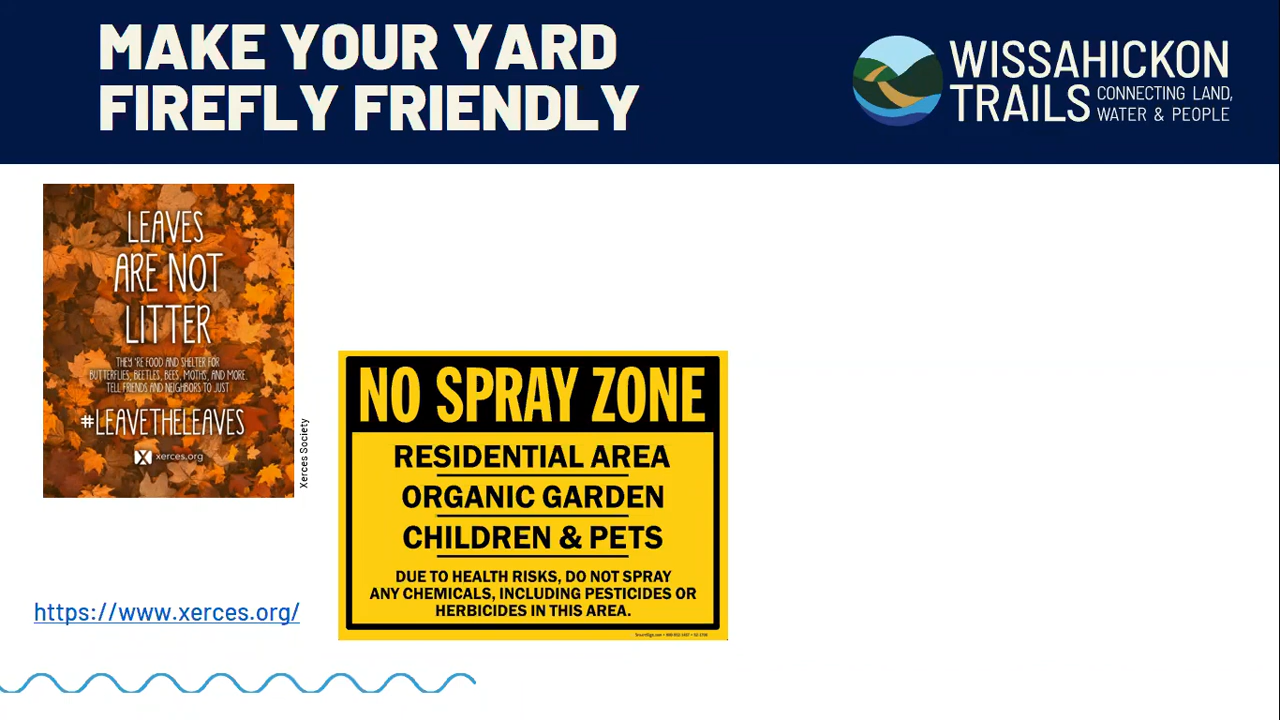 MAKE YOUR YARD
FIREFLY FRIENDLY
WISSAHICKON
TRAILS
CONNECTING LAND,
WATER & PEOPLE
LEAVES
ARE NOT
LITTER
THEY'RE FOOD AND SHELTER FOR
BUTTERFLIES, BEETLES, BEES, MOTHS, AND MORE.
TELL FRIENDS AND NEIGHBORS TO JUST
#LEAVETHELEAVES
xerces.org
Xerces Society
NO SPRAY ZONE
RESIDENTIAL AREA
ORGANIC GARDEN
CHILDREN & PETS
DUE TO HEALTH RISKS, DO NOT SPRAY
ANY CHEMICALS, INCLUDING PESTICIDES OR
HERBICIDES IN THIS AREA.
https://www.xerces.org/